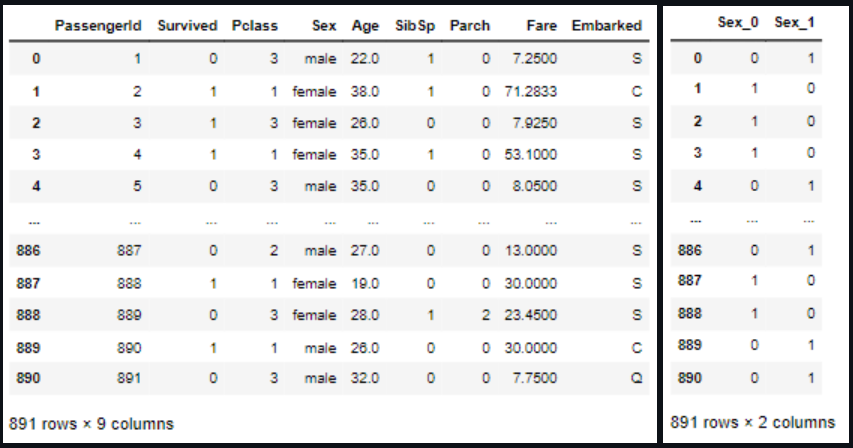 PassengerId Survived Pclass Sex Age SibSp Parch Fare Embarked
0 1 0 3 male 22.0 1 0 7.2500 S
1 2 1 1 female 38.0 1 0 71.2833 C
2 3 1 3 female 26.0 0 0 7.9250 S
3 4 1 1 female 35.0 1 0 53.1000 S
4 5 0 3 male 35.0 0 0 8.0500 S
... ... ... ... ... ... ... ... ... ...
886 887 0 2 male 27.0 0 0 13.0000 S
887 888 1 1 female 19.0 0 0 30.0000 S
888 889 0 3 female 28.0 1 2 23.4500 S
889 890 1 1 male 26.0 0 0 30.0000 C
890 891 0 3 male 32.0 0 0 7.7500 Q
891 rows × 9 columns
Sex_0 Sex_1
0 0 1
1 1 0
2 1 0
3 1 0
4 0 1
... ... ...
886 0 1
887 1 0
888 1 0
889 0 1
890 0 1
891 rows × 2 columns